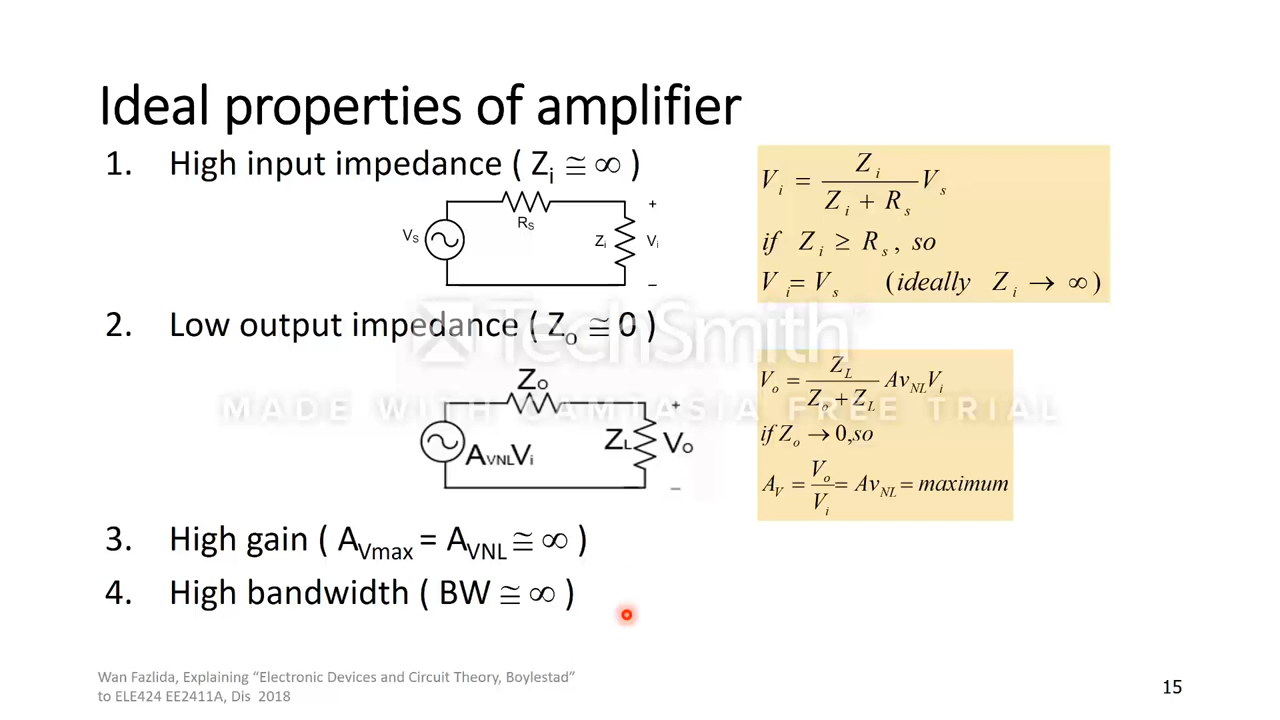 Ideal properties of amplifier
1. High input impedance ( Zi ≅ ∞ )
VS
RS
Zi
+
Vi
–
Vi = Zi / (Zi + Rs) Vs
if Zi ≥ Rs, so
Vi = Vs (ideally Zi → ∞)
2. Low output impedance ( Zo ≅ 0 )
ZO
AVNLVi
ZL
+
VO
–
Vo = ZL / (Zo + ZL) AvNLVi
if Zo → 0, so
AV = Vo / Vi = AvNL = maximum
TechSmith
MADE WITH CAMTASIA FREE TRIAL
3. High gain ( AVmax = AVNL ≅ ∞ )
4. High bandwidth ( BW ≅ ∞ )
Wan Fazlida, Explaining “Electronic Devices and Circuit Theory, Boylestad”
to ELE424 EE2411A, Dis 2018
15